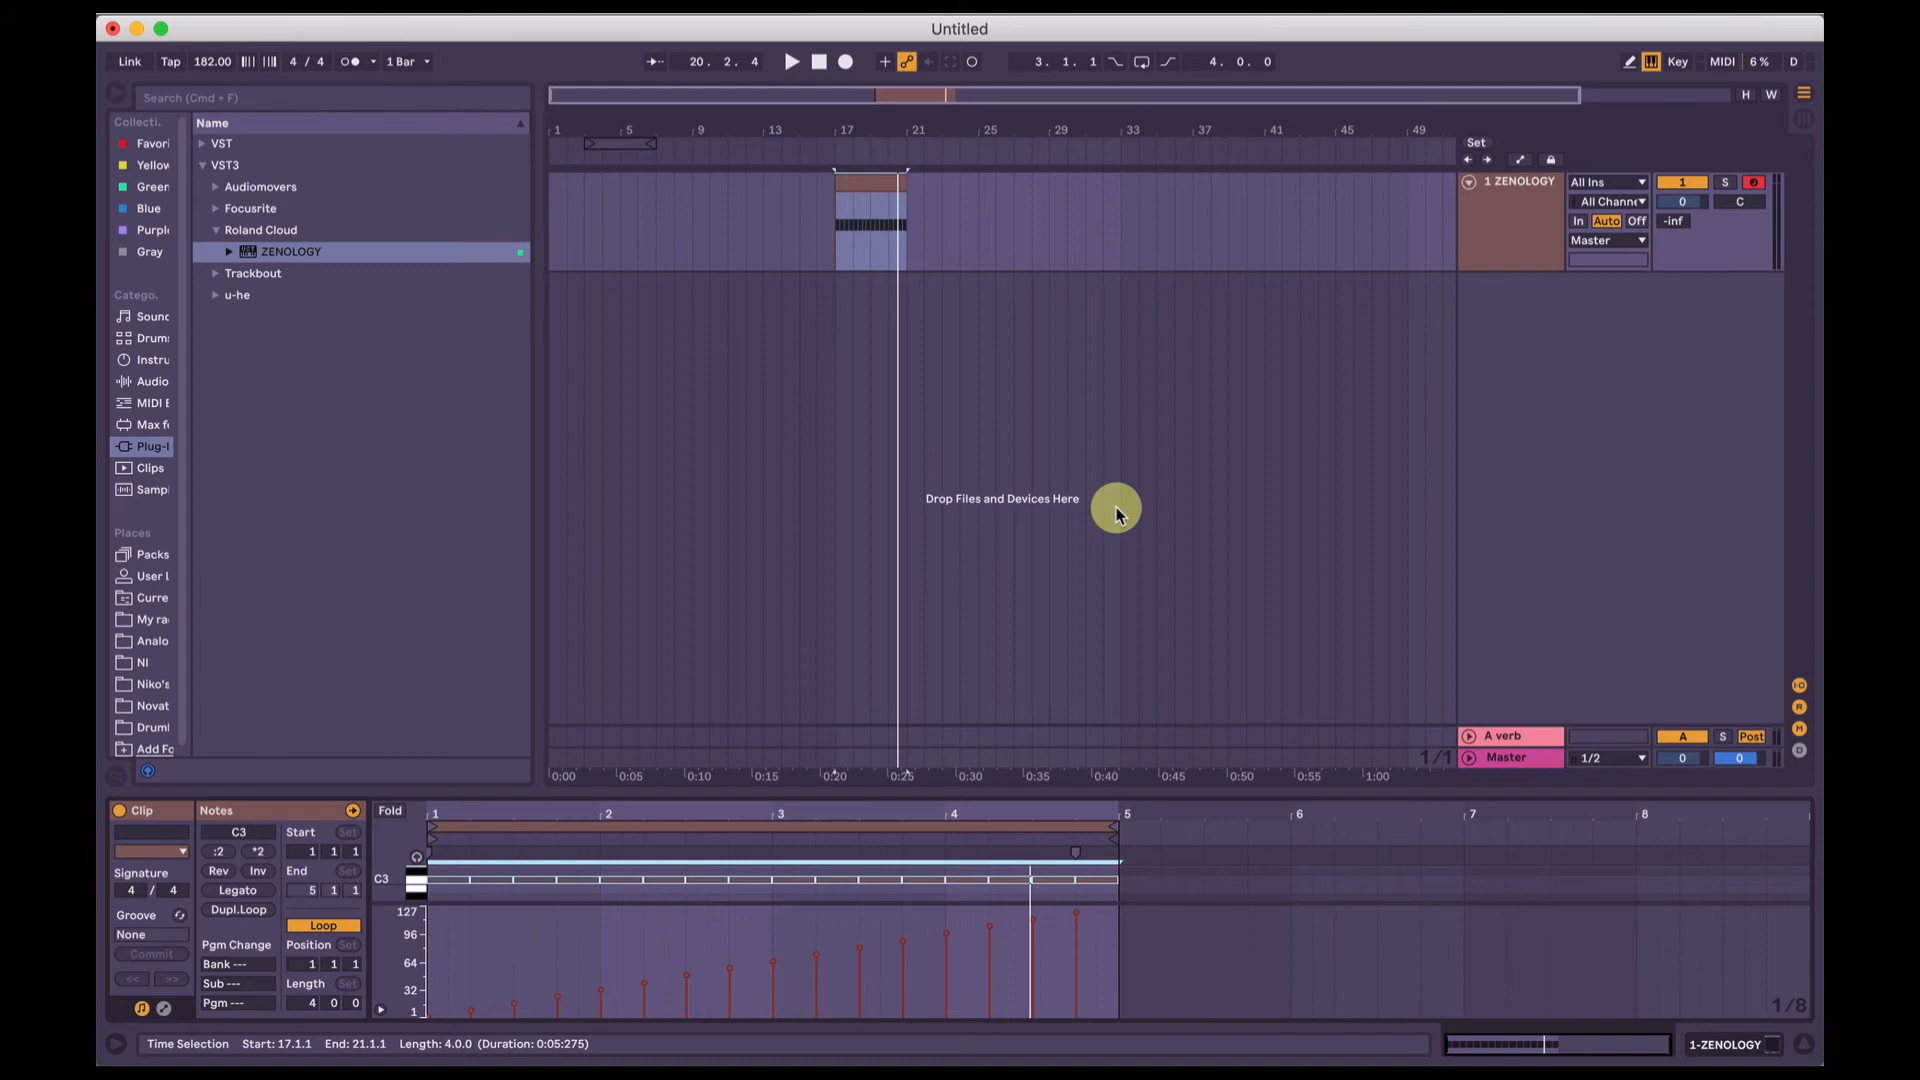 Untitled
Link Tap 182.00 4 / 4 1 Bar 20. 2. 4 3. 1. 1 4. 0. 0 Key MIDI 6 % D
Search (Cmd + F) H W
Collecti. Name 1 5 9 13 17 21 25 29 33 37 41 45 49
Favori VST Set
Yellow VST3
Green Audiomovers 1 ZENOLOGY All Ins 1 S
Blue Focusrite All Channe 0 C
Purple Roland Cloud In Auto Off -inf
Gray ZENOLOGY Master
Trackbout
Catego. u-he
Sound
Drums
Instru
Audio
MIDI E
Max fo
Plug-I
Clips
Sampl
Drop Files and Devices Here
Places
Packs
User L
Curre
My ra
Analo
NI
Niko's
Novat
Druml
Add Fo
A verb A S Post
1/1 Master 1/2 0 0
0:00 0:05 0:10 0:15 0:20 0:25 0:30 0:35 0:40 0:45 0:50 0:55 1:00
Clip Notes Fold 1 2 3 4 5 6 7 8
C3 Start Set
:2 *2 1 1 1
Signature Rev Inv End Set C3
4 / 4 Legato 5 1 1
Groove Dupl.Loop 127
None Loop 96
Commit Pgm Change Position Set
<< >> Bank --- 1 1 1 64
Sub --- Length Set 32
Pgm --- 4 0 0 1 1/8
Time Selection Start: 17.1.1 End: 21.1.1 Length: 4.0.0 (Duration: 0:05:275) 1-ZENOLOGY